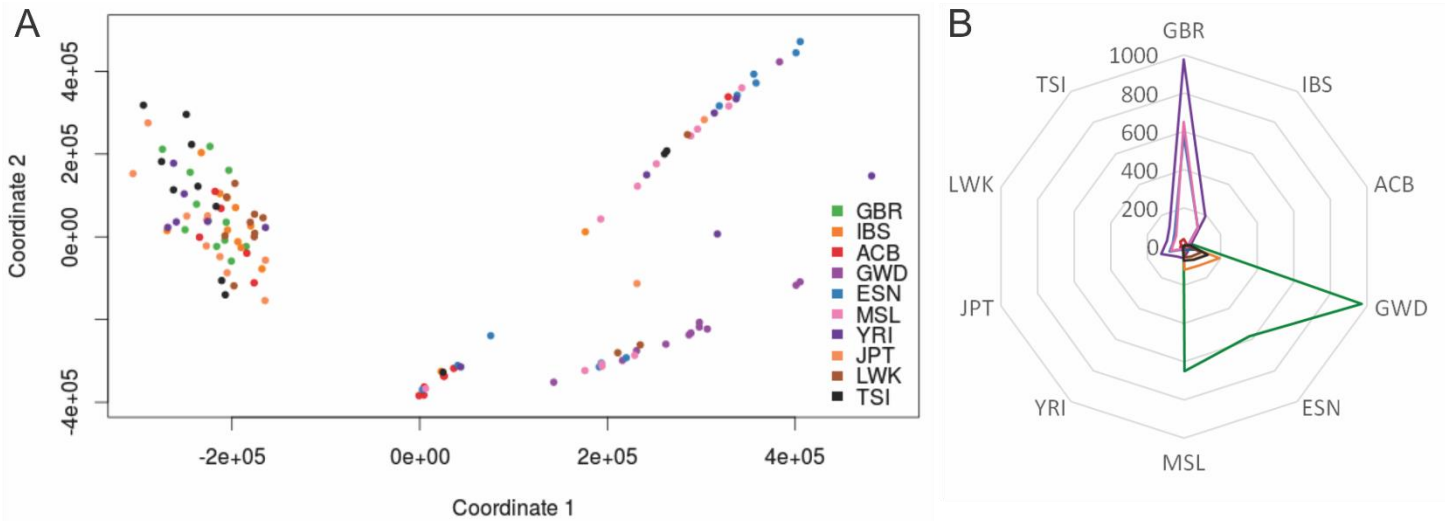 A
Coordinate 2
4e+05
2e+05
0e+00
-4e+05
-2e+05
0e+00
2e+05
4e+05
Coordinate 1
GBR
IBS
ACB
GWD
ESN
MSL
YRI
JPT
LWK
TSI
B
GBR
IBS
ACB
GWD
ESN
MSL
YRI
JPT
LWK
TSI
1000
800
600
400
200
0